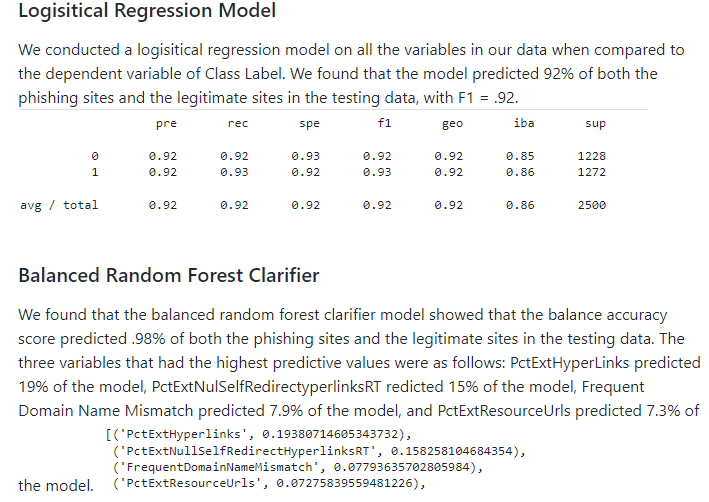 Logisitical Regression Model
We conducted a logisitical regression model on all the variables in our data when compared to
the dependent variable of Class Label. We found that the model predicted 92% of both the
phishing sites and the legitimate sites in the testing data, with F1 = .92.
pre rec spe f1 geo iba sup
0 0.92 0.92 0.93 0.92 0.92 0.85 1228
1 0.92 0.93 0.92 0.93 0.92 0.86 1272
avg / total 0.92 0.92 0.92 0.92 0.92 0.86 2500
Balanced Random Forest Clarifier
We found that the balanced random forest clarifier model showed that the balance accuracy
score predicted .98% of both the phishing sites and the legitimate sites in the testing data. The
three variables that had the highest predictive values were as follows: PctExtHyperLinks predicted
19% of the model, PctExtNulSelfRedirectyperlinksRT redicted 15% of the model, Frequent
Domain Name Mismatch predicted 7.9% of the model, and PctExtResourceUrls predicted 7.3% of
[('PctExtHyperlinks', 0.19380714605343732),
('PctExtNullSelfRedirectHyperlinksRT', 0.158258104684354),
('FrequentDomainNameMismatch', 0.07793635702805984),
the model. ('PctExtResourceUrls', 0.07275839559481226),